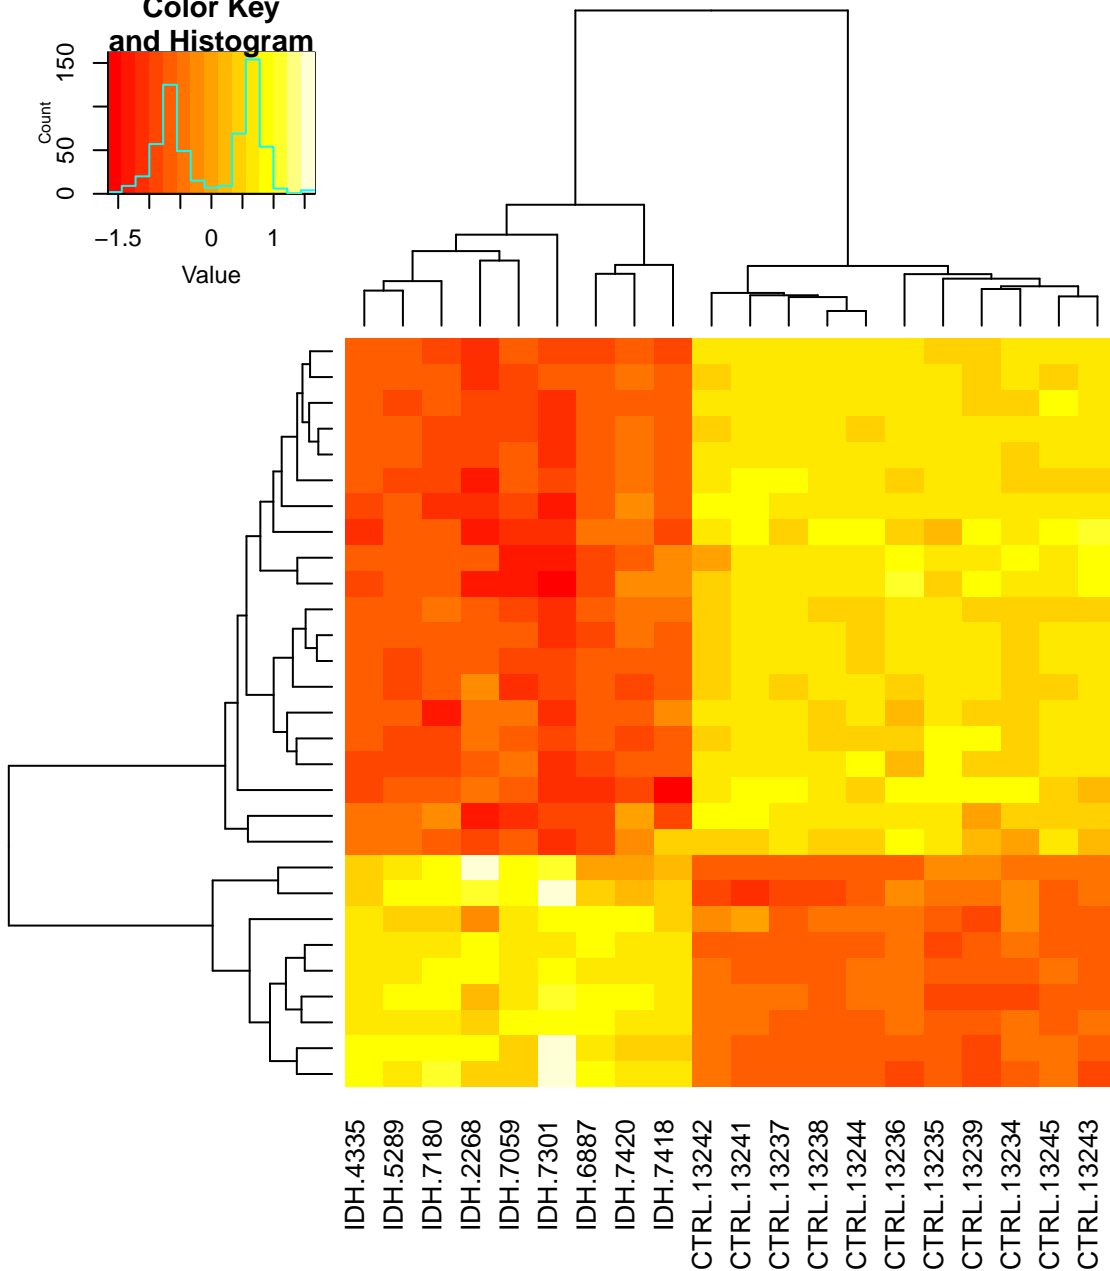 Color Key
and Histogram
Count
0
50
150
−1.5
0
1
Value
IDH.4335
IDH.5289
IDH.7180
IDH.2268
IDH.7059
IDH.7301
IDH.6887
IDH.7420
IDH.7418
CTRL.13242
CTRL.13241
CTRL.13237
CTRL.13238
CTRL.13244
CTRL.13236
CTRL.13235
CTRL.13239
CTRL.13234
CTRL.13245
CTRL.13243